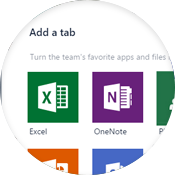 Add a tab
Turn the team's favorite apps and files
Excel
OneNote